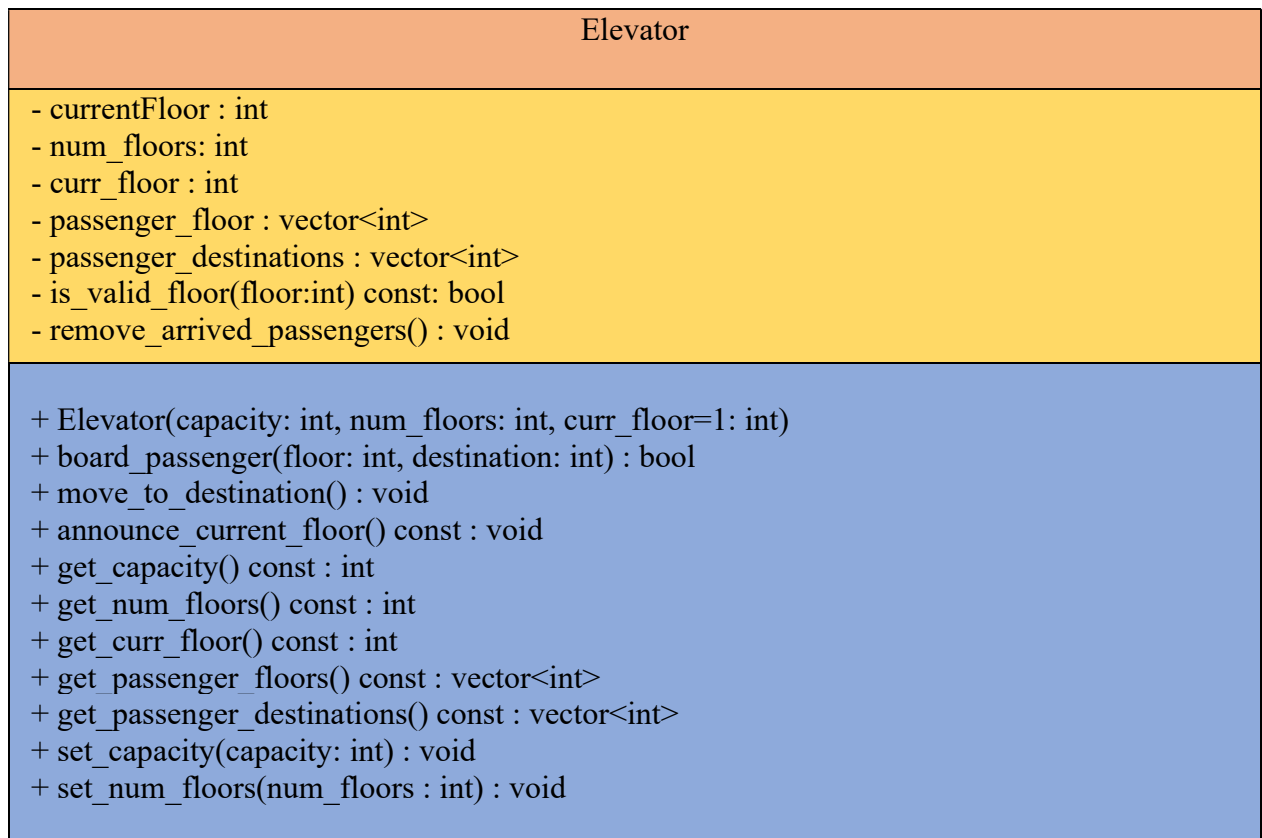 Elevator
- currentFloor : int
- num_floors: int
- curr_floor : int
- passenger_floor : vector<int>
- passenger_destinations : vector<int>
- is_valid_floor(floor:int) const: bool
- remove_arrived_passengers() : void
+ Elevator(capacity: int, num_floors: int, curr_floor=1: int)
+ board_passenger(floor: int, destination: int) : bool
+ move_to_destination() : void
+ announce_current_floor() const : void
+ get_capacity() const : int
+ get_num_floors() const : int
+ get_curr_floor() const : int
+ get_passenger_floors() const : vector<int>
+ get_passenger_destinations() const : vector<int>
+ set_capacity(capacity: int) : void
+ set_num_floors(num_floors : int) : void